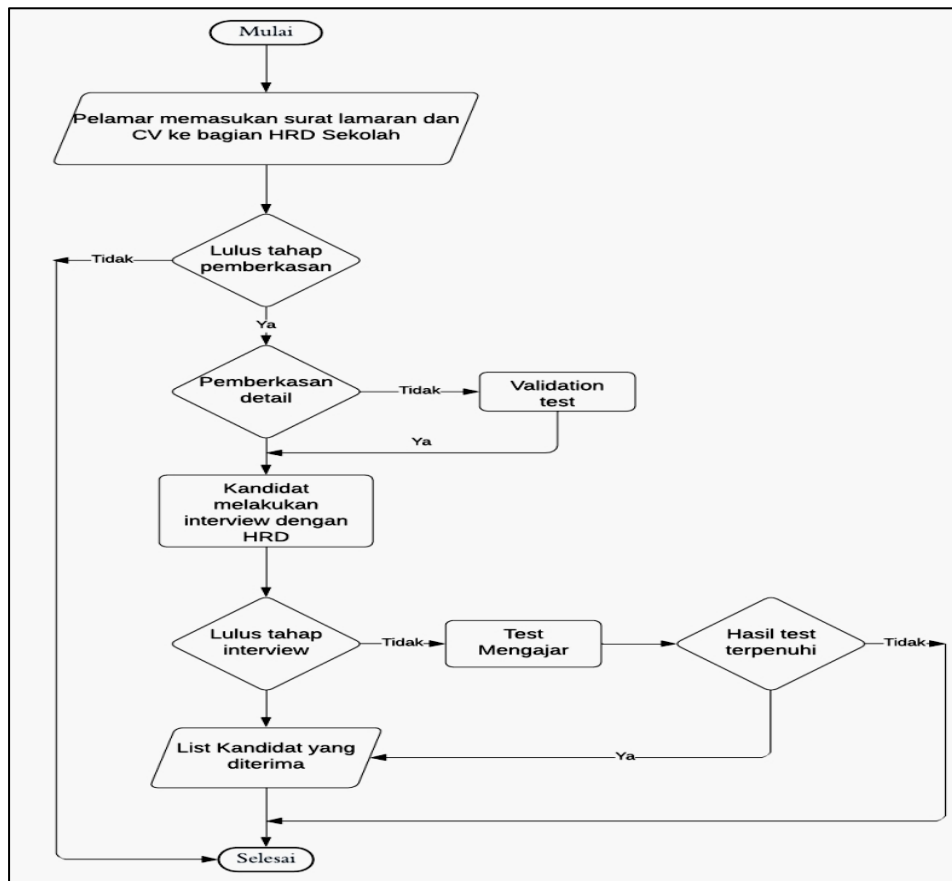 Mulai
Pelamar memasukan surat lamaran dan
CV ke bagian HRD Sekolah
Lulus tahap
pemberkasan
Tidak
Ya
Pemberkasan
detail
Tidak
Validation
test
Ya
Kandidat
melakukan
interview dengan
HRD
Lulus tahap
interview
Tidak
Test
Mengajar
Hasil test
terpenuhi
Tidak
List Kandidat yang
diterima
Ya
Selesai